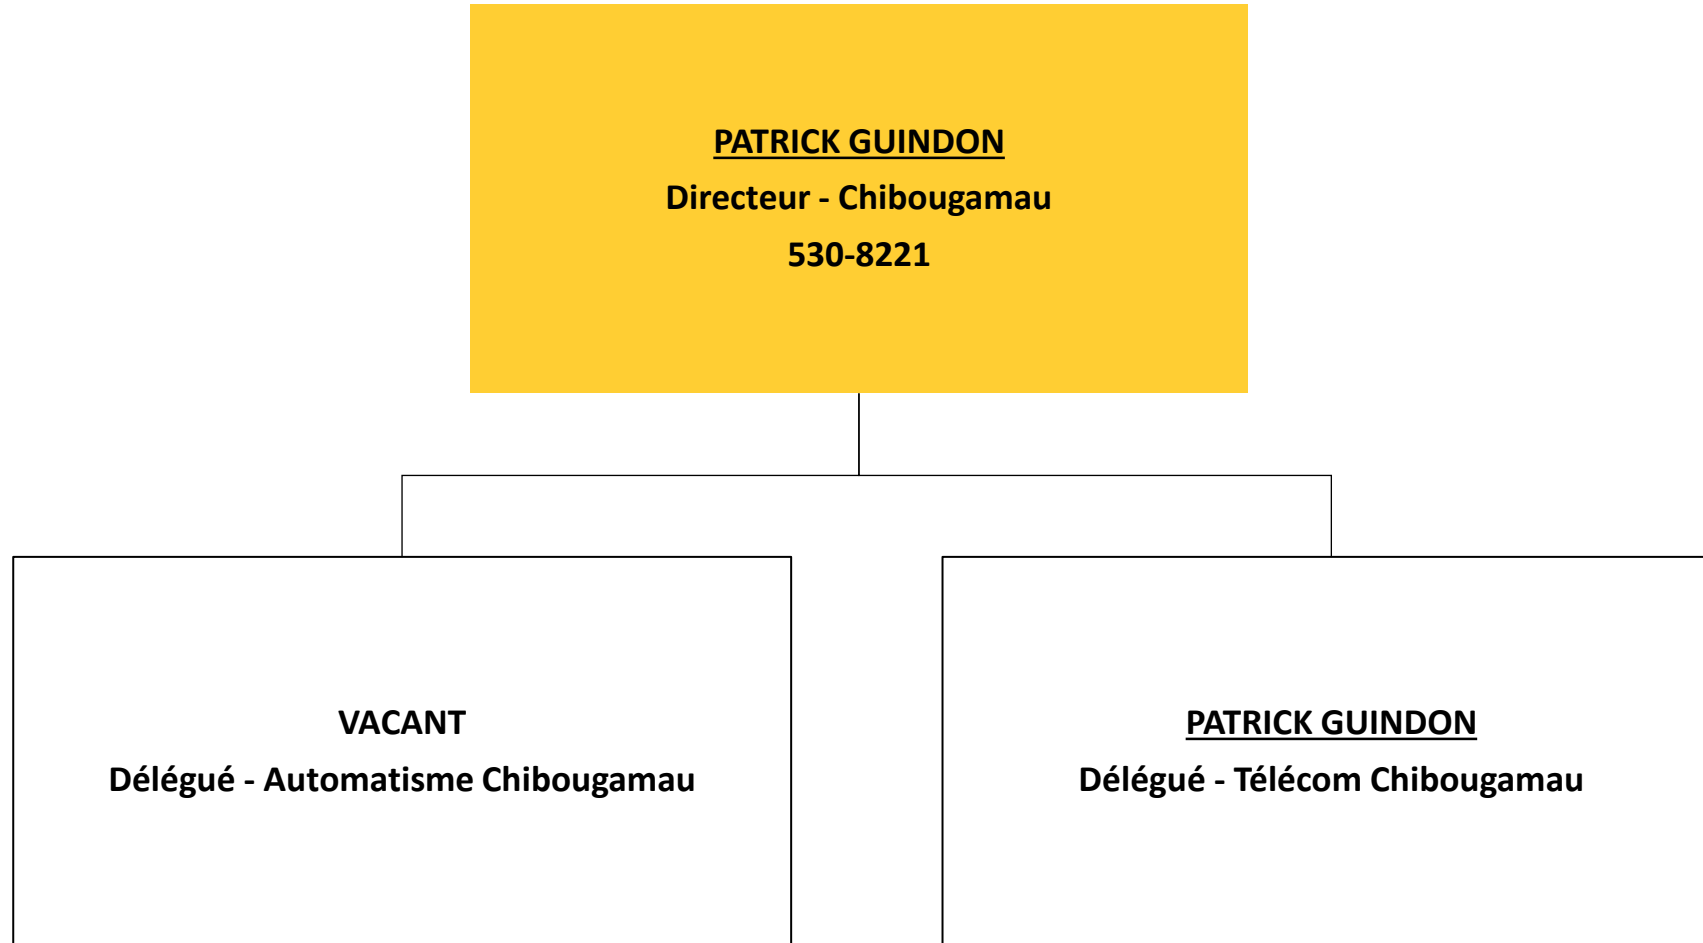 PATRICK GUINDON
Directeur - Chibougamau
530-8221
VACANT
Délégué - Automatisme Chibougamau
PATRICK GUINDON
Délégué - Télécom Chibougamau